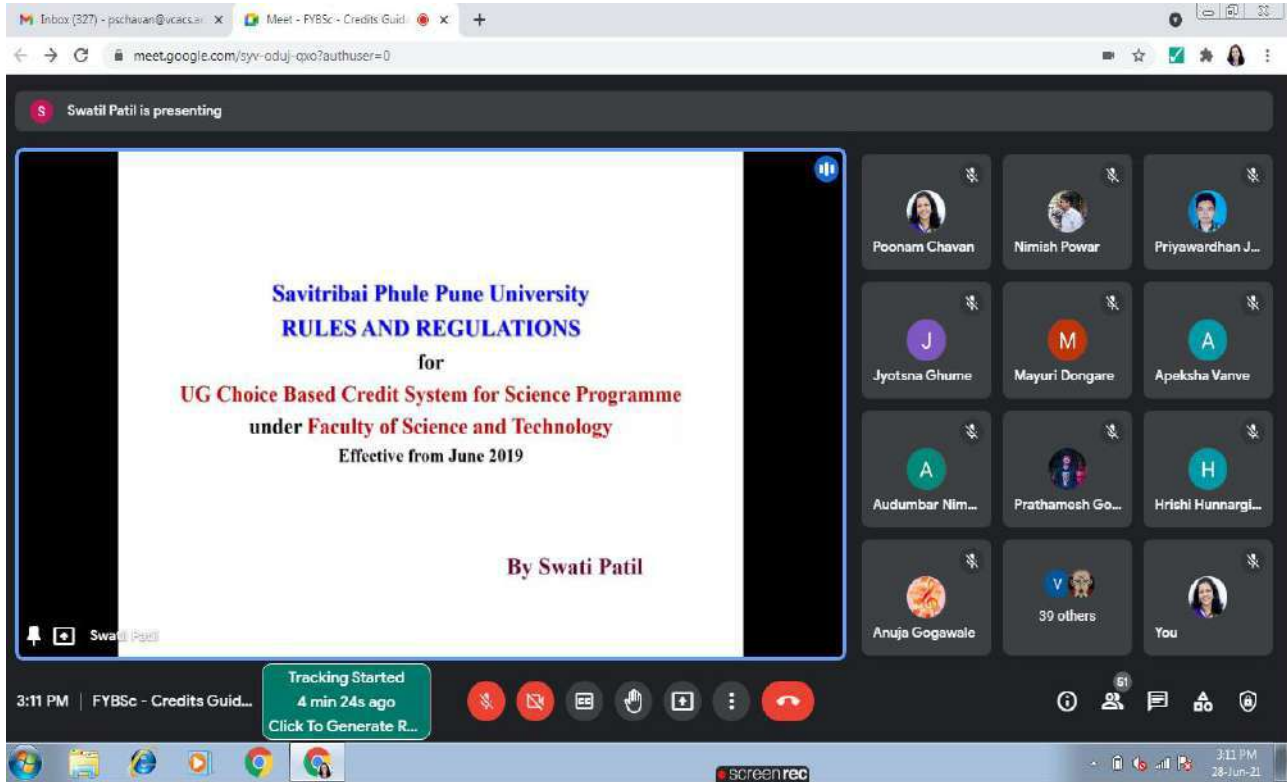 Inbox (327) - pschavan@vcacs.ac
Meet - FYBSc - Credits Guid
meet.google.com/syv-oduj-qxo?authuser=0
S Swatil Patil is presenting
Savitribai Phule Pune University
RULES AND REGULATIONS
for
UG Choice Based Credit System for Science Programme
under Faculty of Science and Technology
Effective from June 2019
By Swati Patil
Poonam Chavan
Nimish Powar
Priyawardhan J...
J
Jyotsna Ghume
M
Mayuri Dongare
A
Apeksha Vanve
A
Audumbar Nim...
Prathamesh Go...
H
Hrishi Hunnargi...
Anuja Gogawale
V
39 others
You
Swati Patil
3:11 PM | FYBSc - Credits Guid...
Tracking Started
4 min 24s ago
Click To Generate R...
CC
51
screenrec
3:11 PM
28-Jun-21